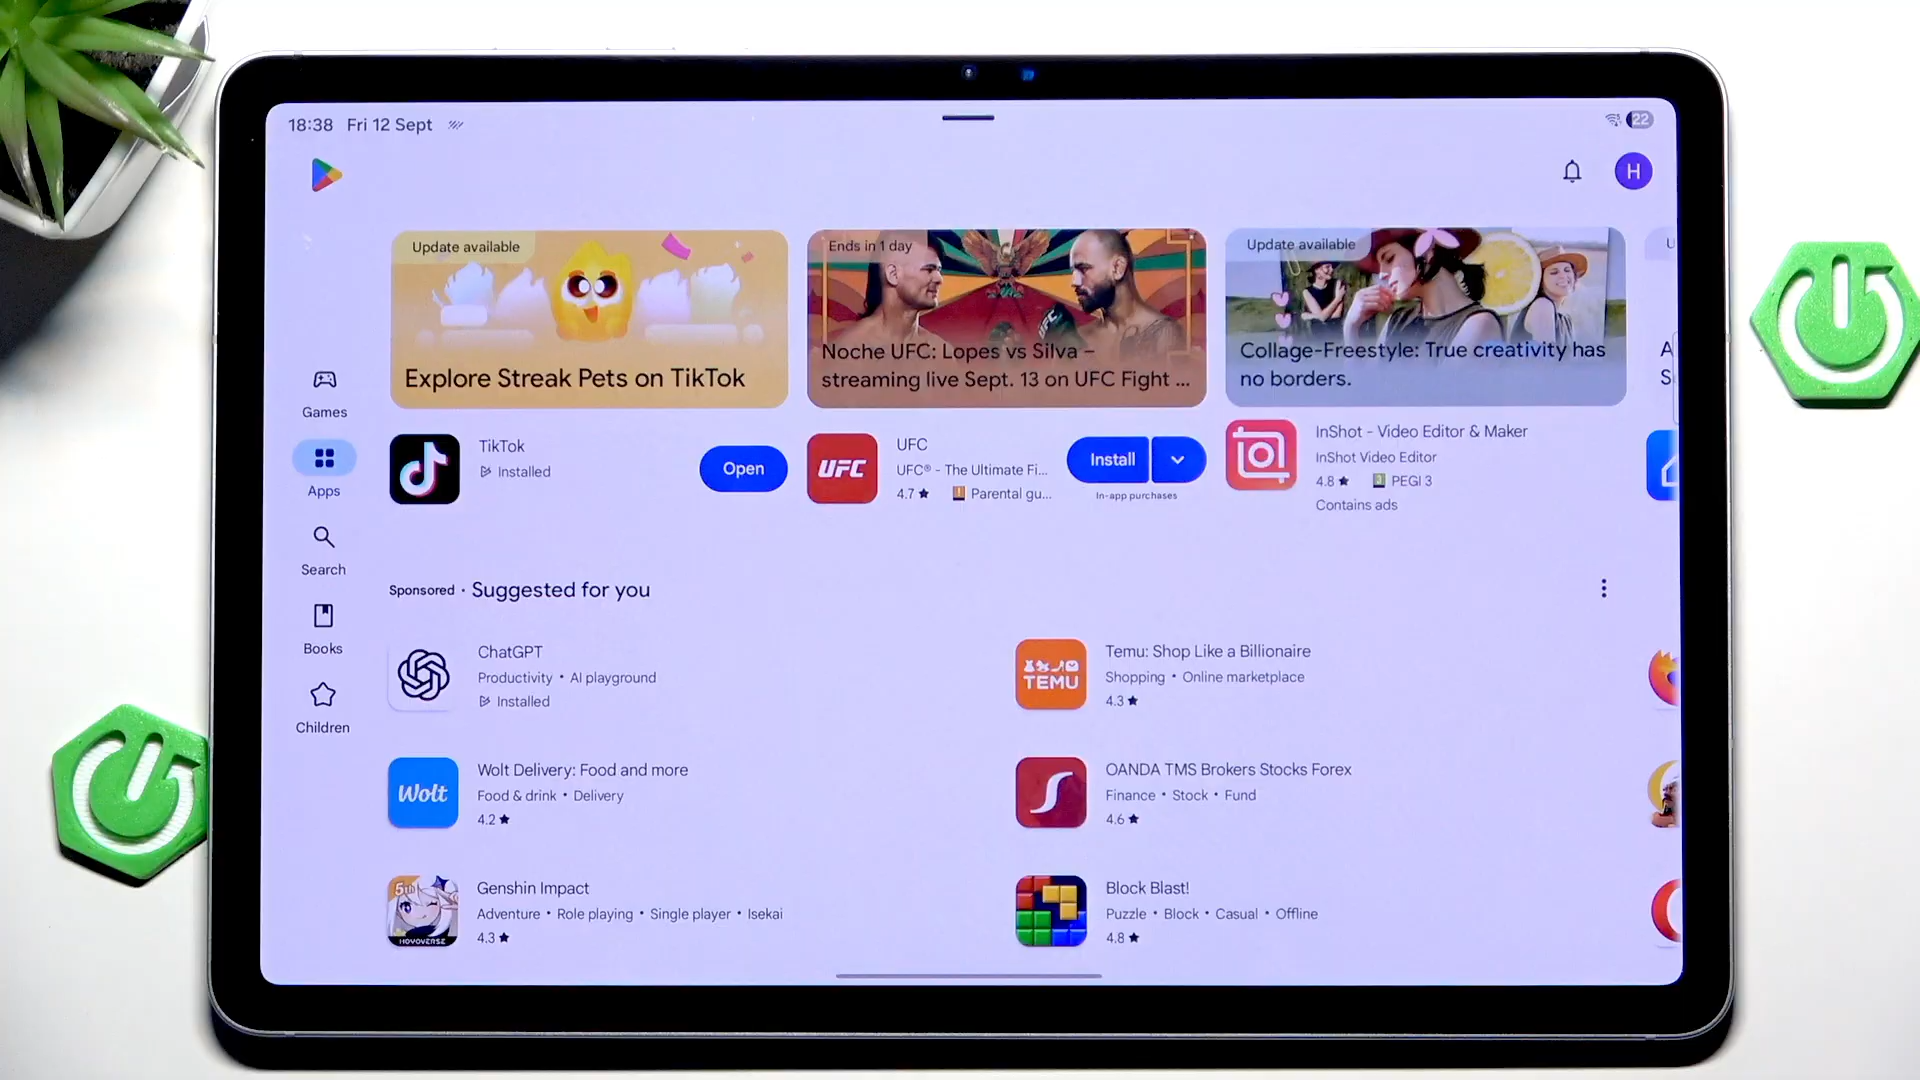 18:38 Fri 12 Sept
22
H
Update available
Explore Streak Pets on TikTok
Ends in 1 day
UFC
Noche UFC: Lopes vs Silva –
streaming live Sept. 13 on UFC Fight ...
Update available
Collage-Freestyle: True creativity has
no borders.
U
A
S
Games
Apps
Search
Books
Children
TikTok
Installed
Open
UFC
UFC
UFC® - The Ultimate Fi...
4.7 ★ Parental gu...
Install
In-app purchases
InShot - Video Editor & Maker
InShot Video Editor
4.8 ★ 3 PEGI 3
Contains ads
Sponsored • Suggested for you
ChatGPT
Productivity • AI playground
Installed
TEMU
Temu: Shop Like a Billionaire
Shopping • Online marketplace
4.3 ★
Wolt
Wolt Delivery: Food and more
Food & drink • Delivery
4.2 ★
OANDA TMS Brokers Stocks Forex
Finance • Stock • Fund
4.6 ★
5th
HOYOVERSE
Genshin Impact
Adventure • Role playing • Single player • Isekai
4.3 ★
Block Blast!
Puzzle • Block • Casual • Offline
4.8 ★